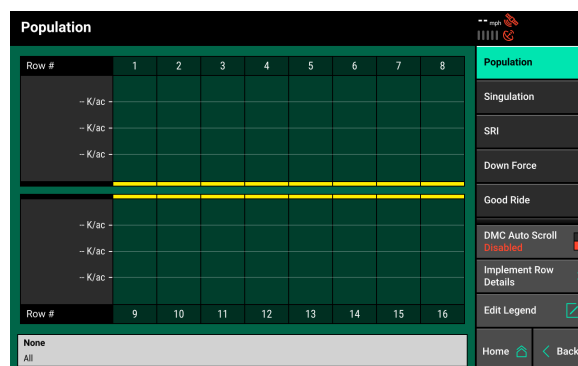 Population
-- mph
Row # 1 2 3 4 5 6 7 8
-- K/ac
-- K/ac
-- K/ac
-- K/ac
-- K/ac
-- K/ac
Row # 9 10 11 12 13 14 15 16
None
All
Population
Singulation
SRI
Down Force
Good Ride
DMC Auto Scroll
Disabled
Implement Row
Details
Edit Legend
Home
Back